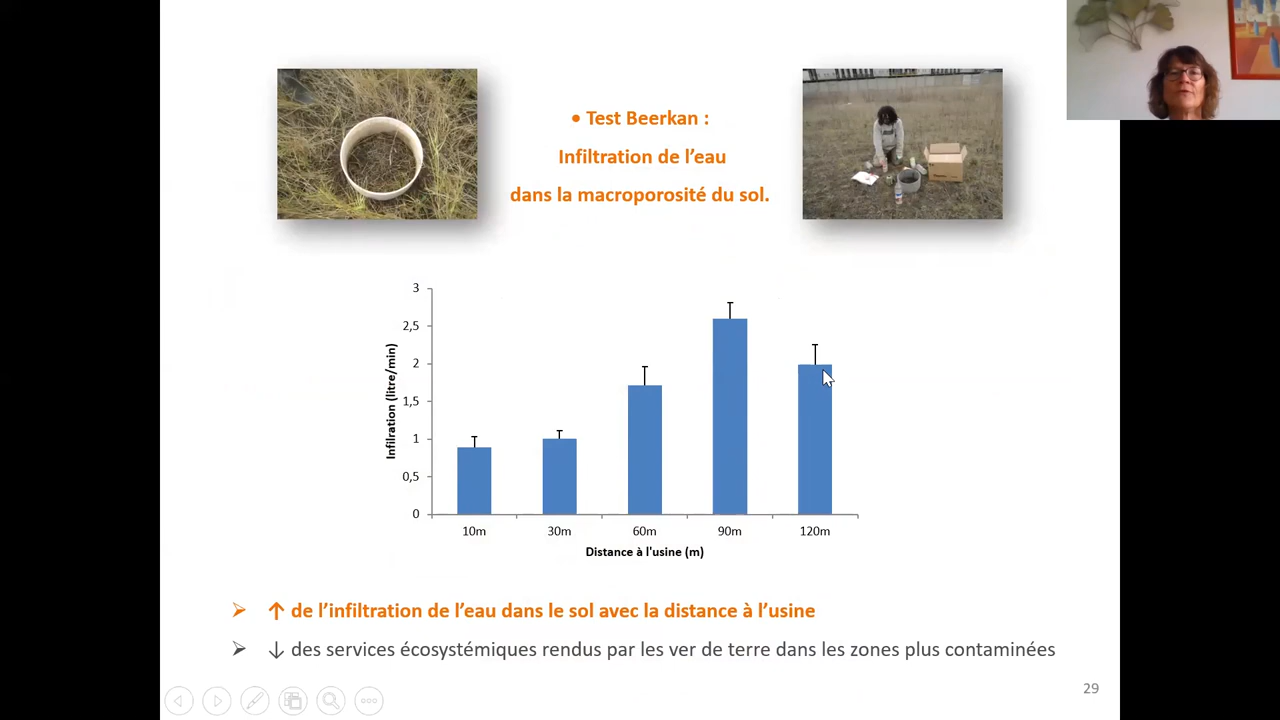 • Test Beerkan :
Infiltration de l’eau
dans la macroporosité du sol.
3
2,5
2
1,5
1
0,5
0
Infilration (litre/min)
10m 30m 60m 90m 120m
Distance à l'usine (m)
➢ ↑ de l’infiltration de l’eau dans le sol avec la distance à l’usine
➢ ↓ des services écosystémiques rendus par les ver de terre dans les zones plus contaminées
29